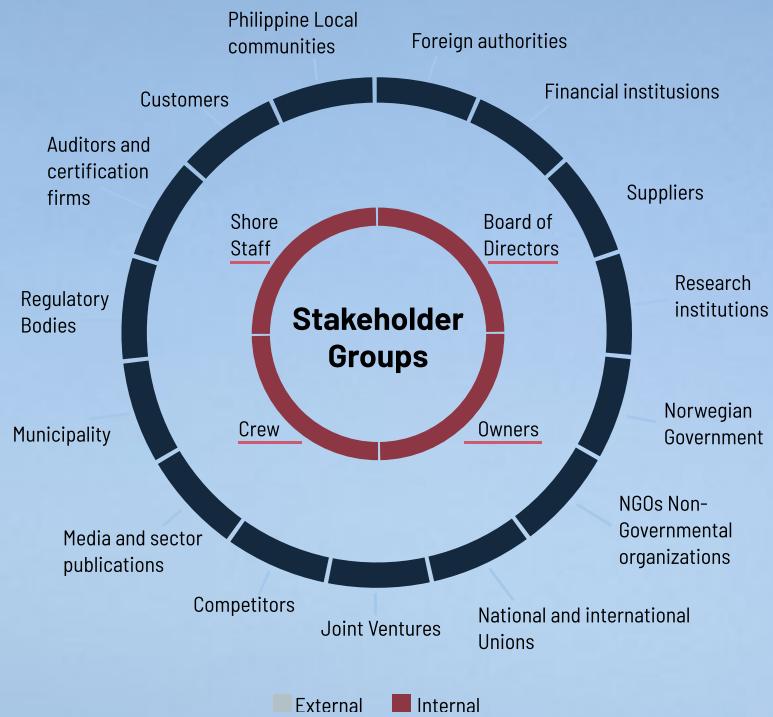 Philippine Local
communities
Foreign authorities
Financial institusions
Customers
Auditors and
certification
firms
Suppliers
Shore
Staff
Board of
Directors
Research
institutions
Regulatory
Bodies
Stakeholder
Groups
Norwegian
Government
Crew
Owners
Municipality
NGOs Non-
Governmental
organizations
Media and sector
publications
Competitors
Joint Ventures
National and international
Unions
External
Internal